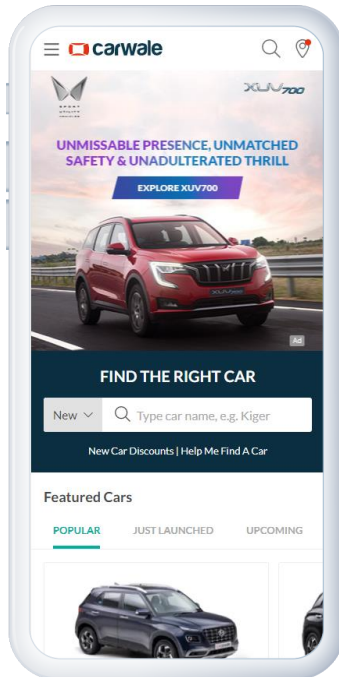 carwale
XUV700
UNMISSABLE PRESENCE, UNMATCHED
SAFETY & UNADULTERATED THRILL
EXPLORE XUV700
Ad
FIND THE RIGHT CAR
New
Type car name, e.g. Kiger
New Car Discounts | Help Me Find A Car
Featured Cars
POPULAR JUST LAUNCHED UPCOMING